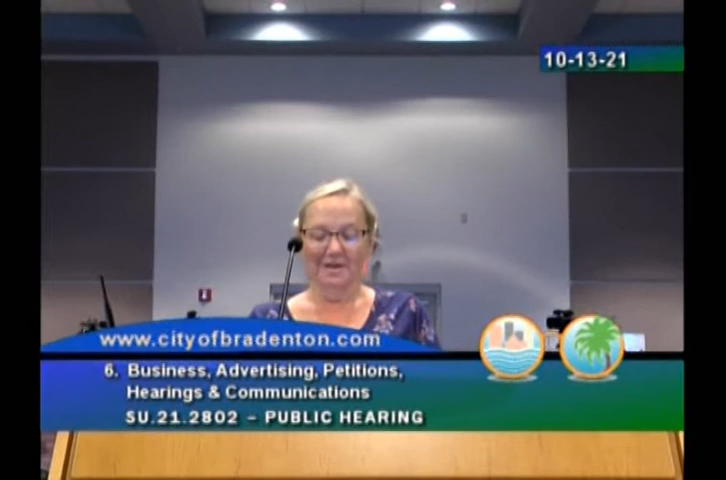 10-13-21
www.cityofbradenton.com
6. Business, Advertising, Petitions,
Hearings & Communications
SU.21.2802 – PUBLIC HEARING